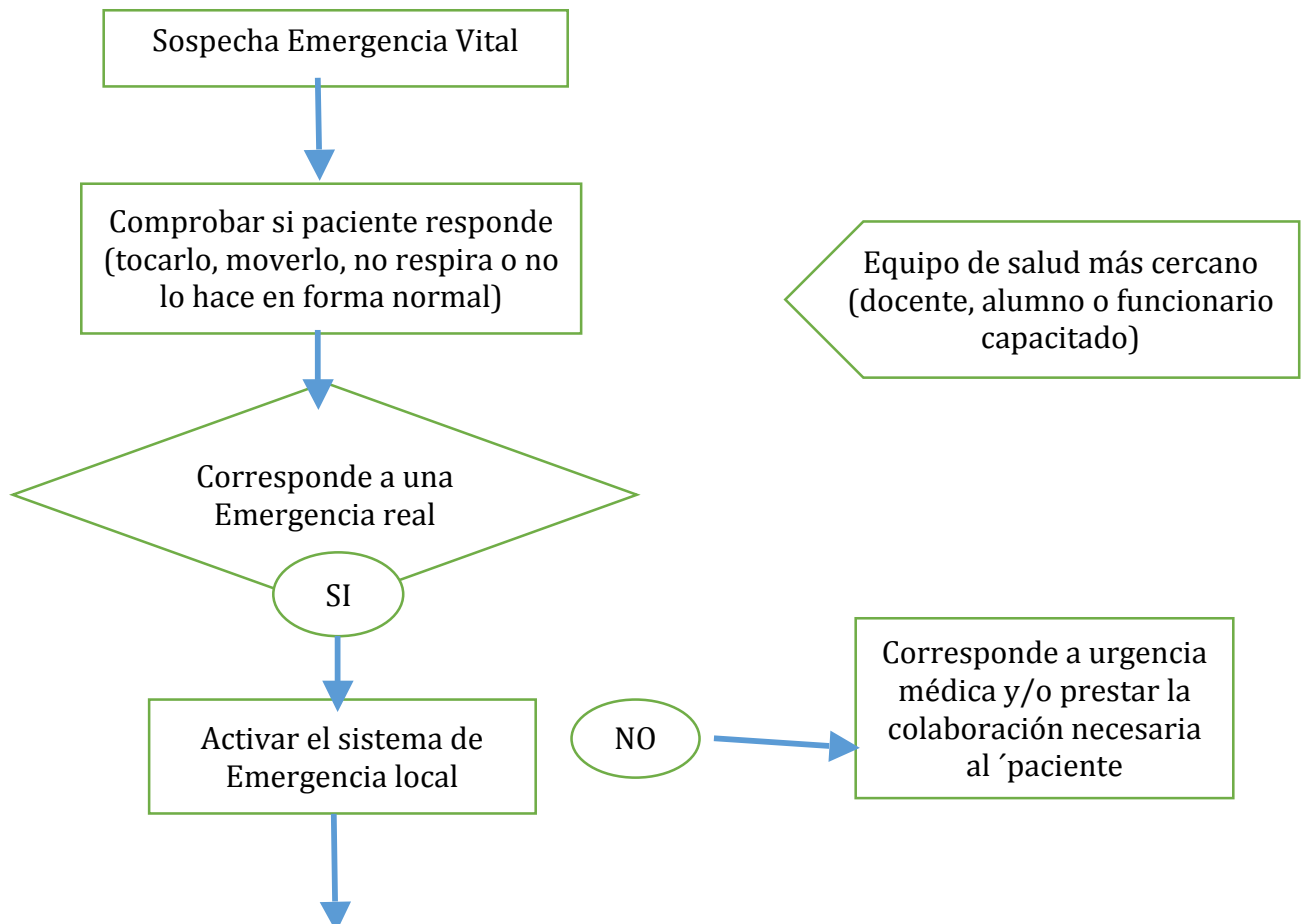 Sospecha Emergencia Vital
Comprobar si paciente responde
(tocarlo, moverlo, no respira o no
lo hace en forma normal)
Equipo de salud más cercano
(docente, alumno o funcionario
capacitado)
Corresponde a una
Emergencia real
SI
Activar el sistema de
Emergencia local
NO
Corresponde a urgencia
médica y/o prestar la
colaboración necesaria
al ´paciente